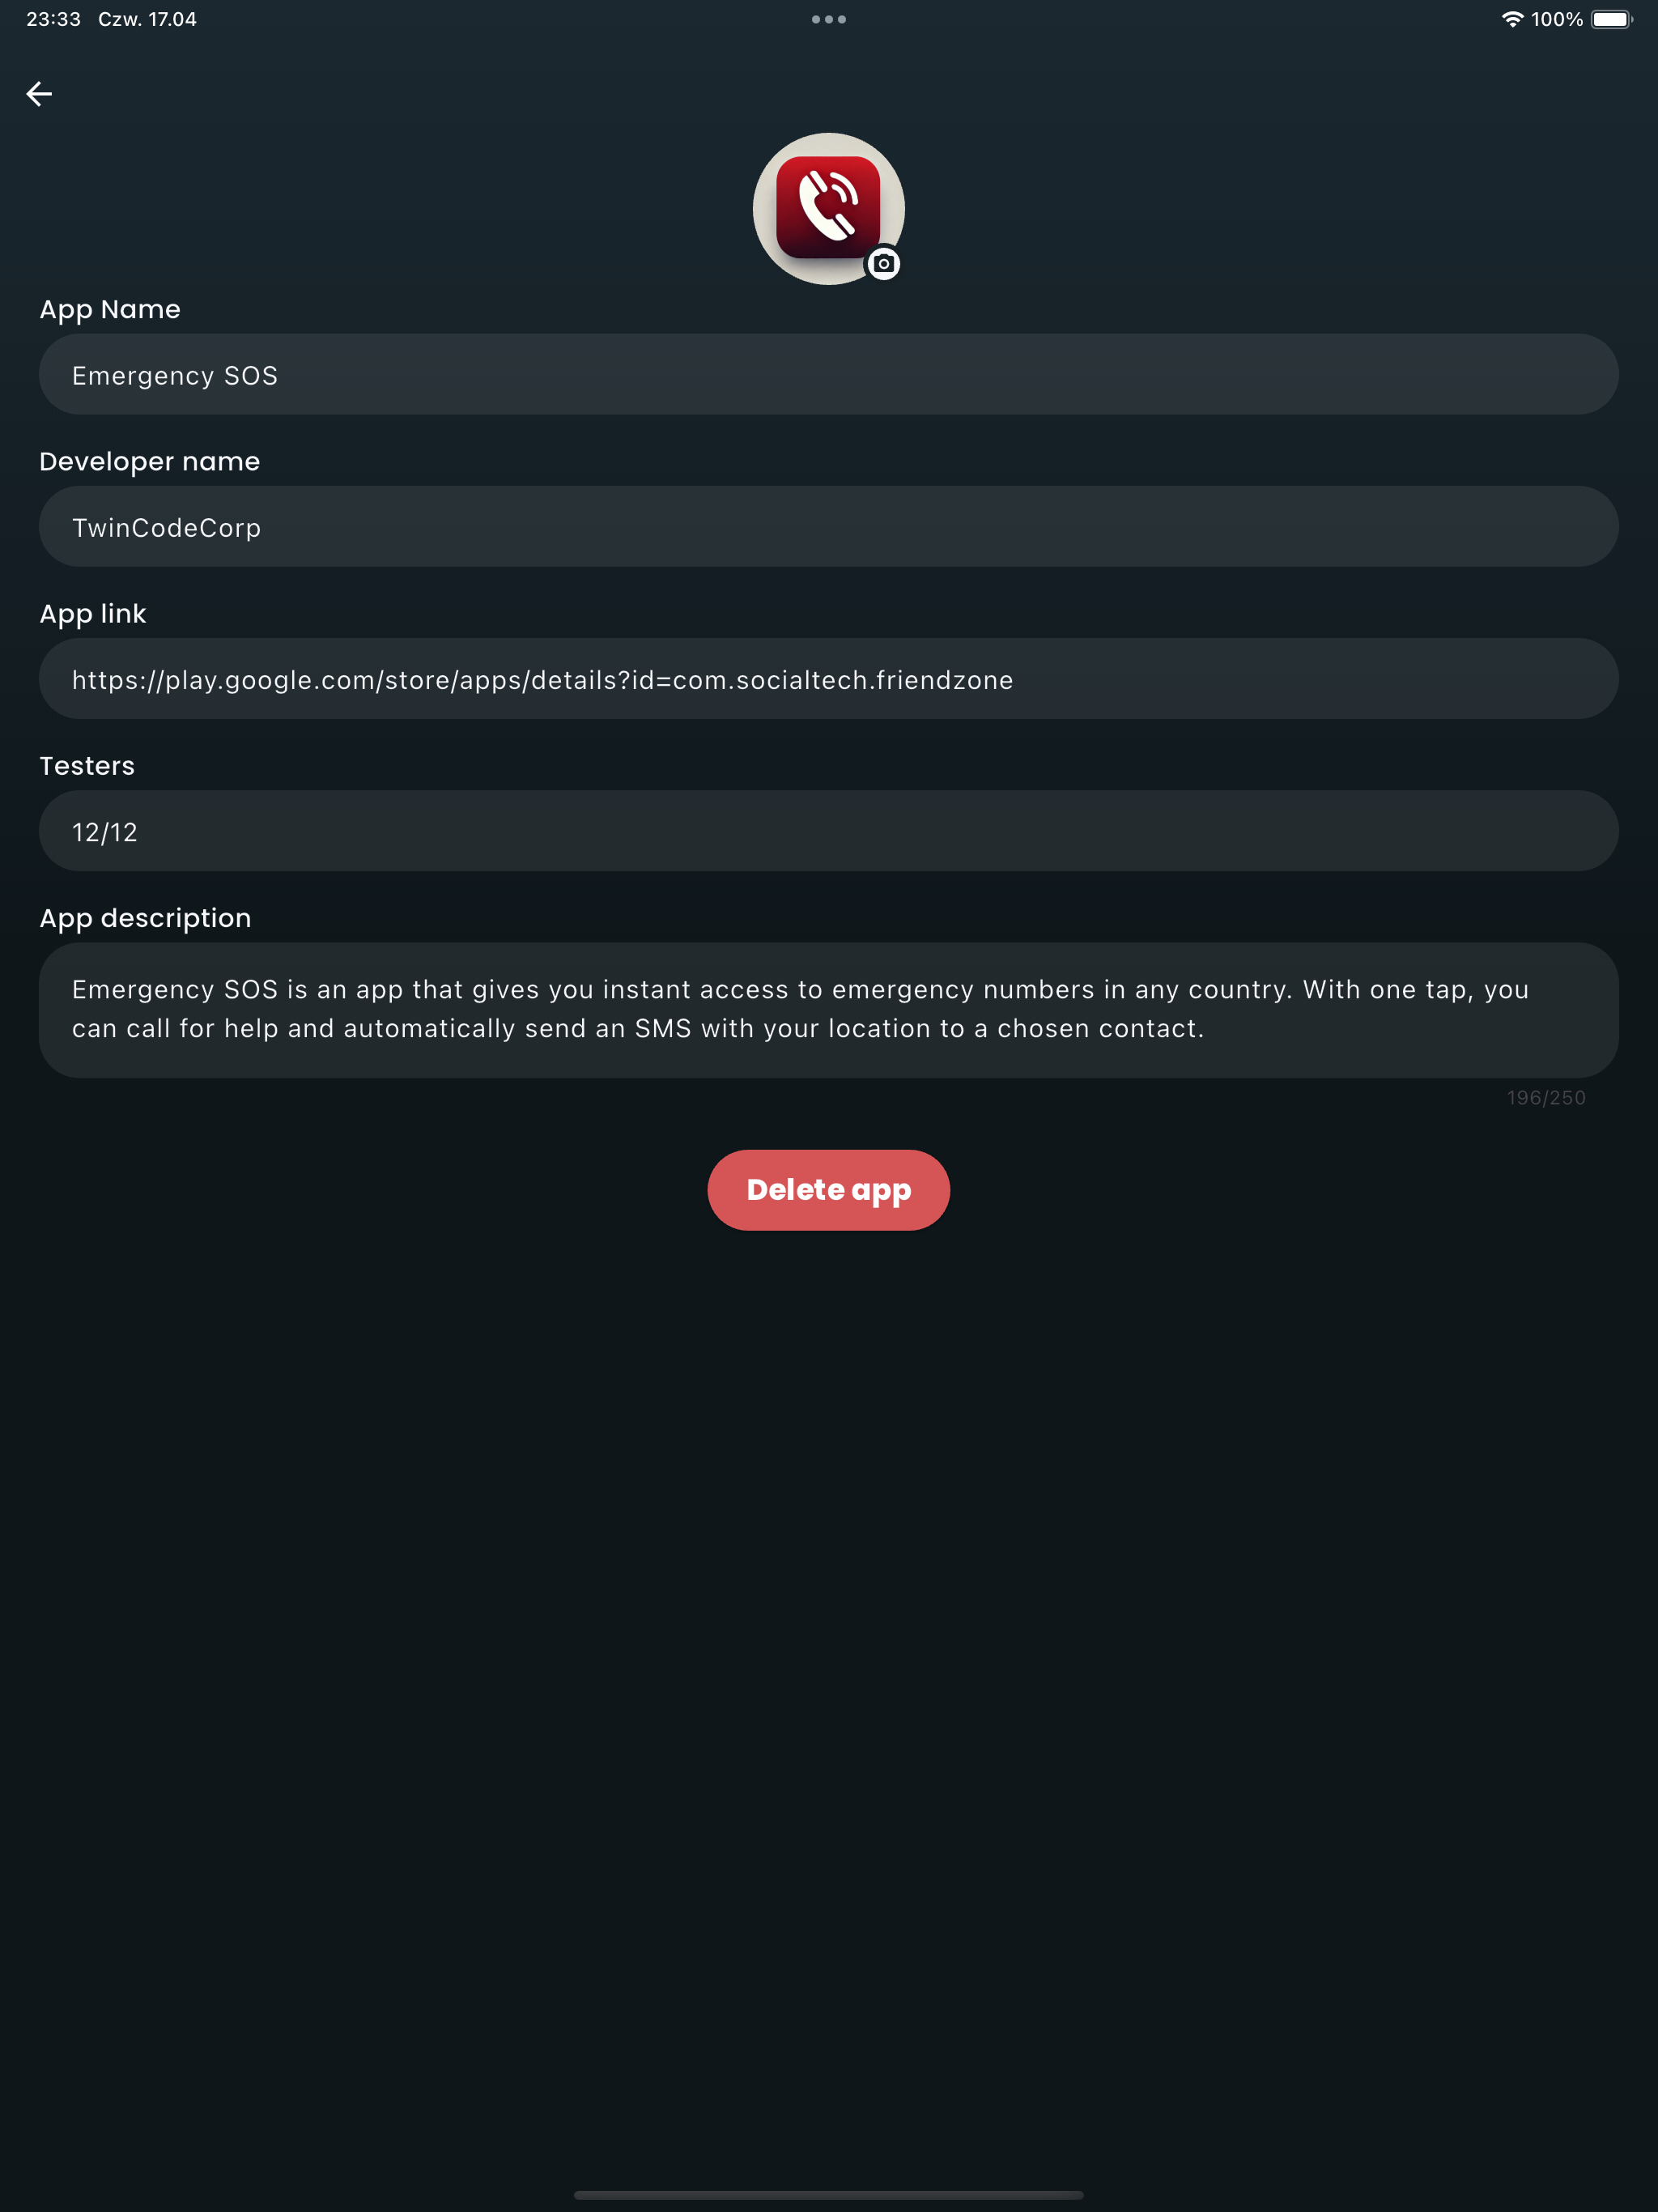 23:33 Czw. 17.04
100%
App Name
Emergency SOS
Developer name
TwinCodeCorp
App link
https://play.google.com/store/apps/details?id=com.socialtech.friendzone
Testers
12/12
App description
Emergency SOS is an app that gives you instant access to emergency numbers in any country. With one tap, you
can call for help and automatically send an SMS with your location to a chosen contact.
196/250
Delete app